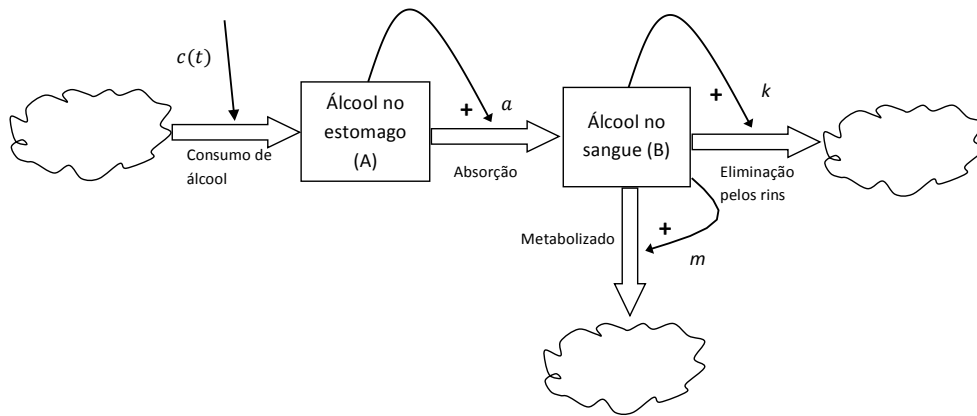 c(t)
Consumo de
álcool
Álcool no
estomago
(A)
+
a
Absorção
Álcool no
sangue (B)
+
k
Eliminação
pelos rins
Metabolizado
+
m